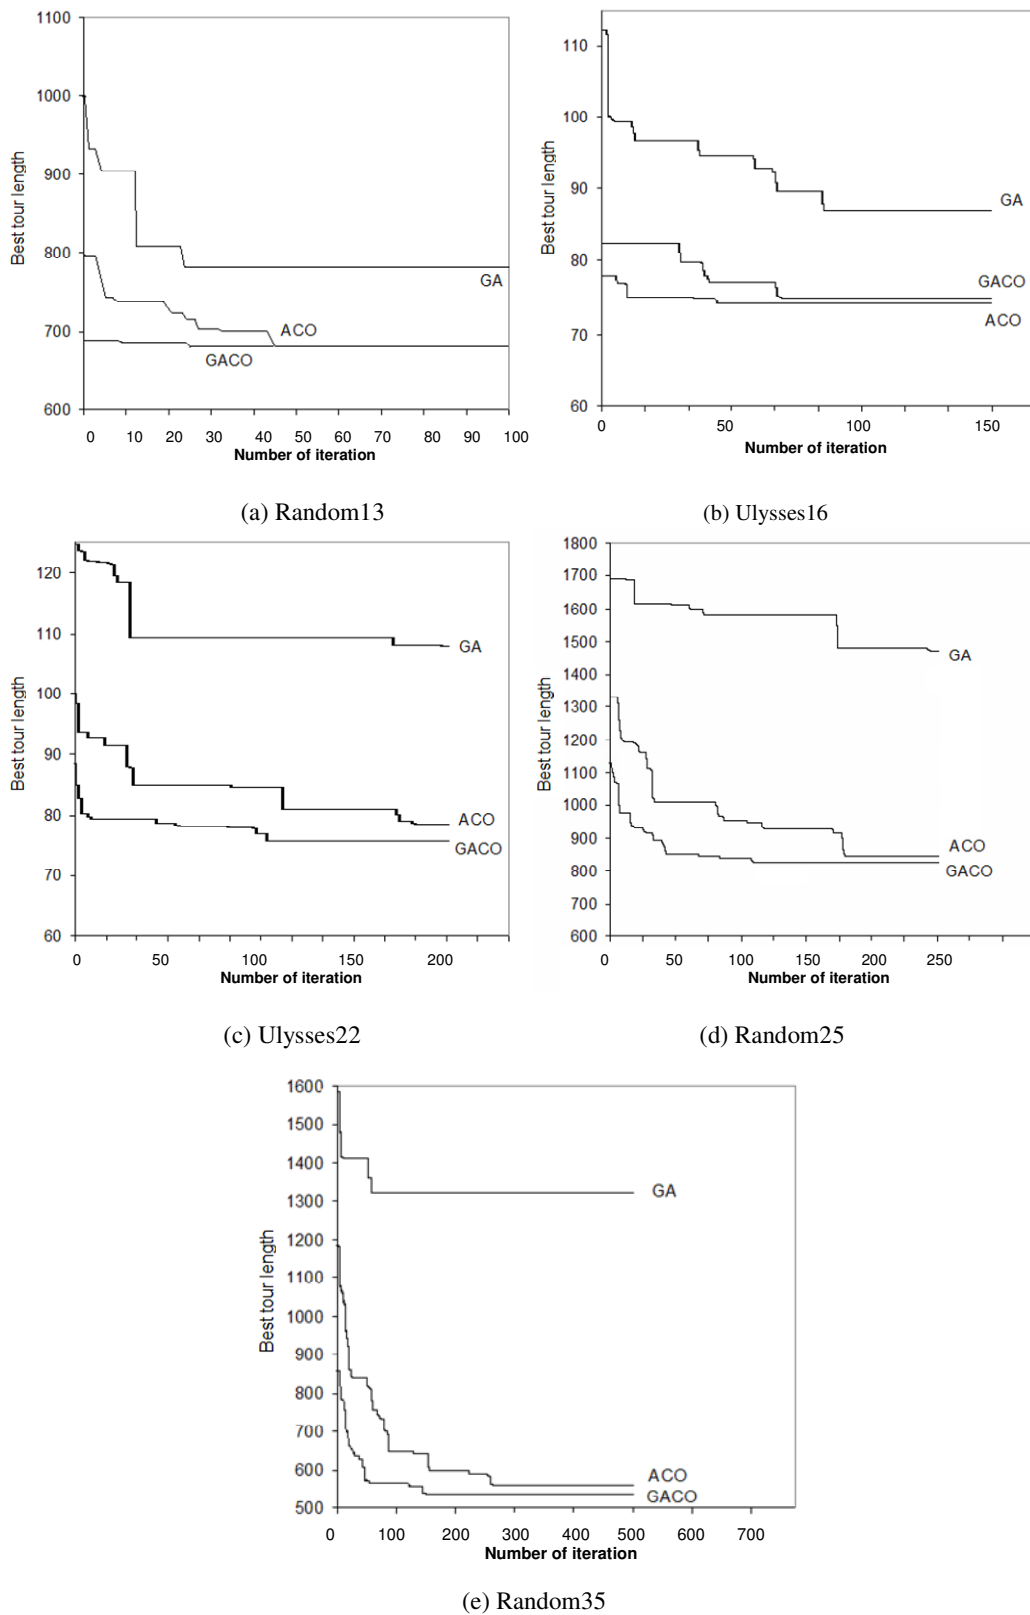 1100
1000
900
800
700
600
Best tour length
GA
ACO
GACO
0 10 20 30 40 50 60 70 80 90 100
Number of iteration
(a) Random13
110
100
90
80
70
60
Best tour length
GA
GACO
ACO
0 50 100 150
Number of iteration
(b) Ulysses16
120
110
100
90
80
70
60
Best tour length
GA
ACO
GACO
0 50 100 150 200
Number of iteration
(c) Ulysses22
1800
1700
1600
1500
1400
1300
1200
1100
1000
900
800
700
600
Best tour length
GA
ACO
GACO
0 50 100 150 200 250
Number of iteration
(d) Random25
1600
1500
1400
1300
1200
1100
1000
900
800
700
600
500
Best tour length
GA
ACO
GACO
0 100 200 300 400 500 600 700
Number of iteration
(e) Random35